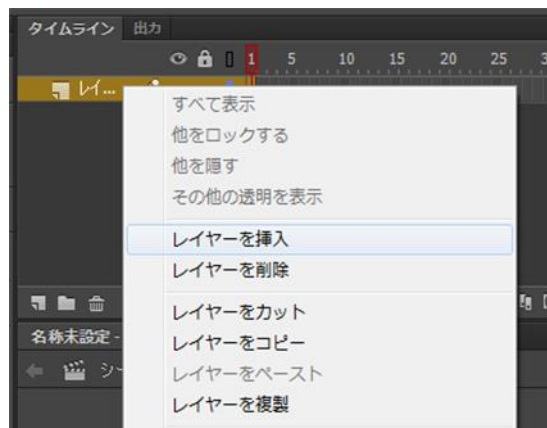 タイムライン 出力
1 5 10 15 20 25 3
レイ...
すべて表示
他をロックする
他を隠す
その他の透明を表示
レイヤーを挿入
レイヤーを削除
レイヤーをカット
名称未設定 -
レイヤーをコピー
シー
レイヤーをペースト
レイヤーを複製